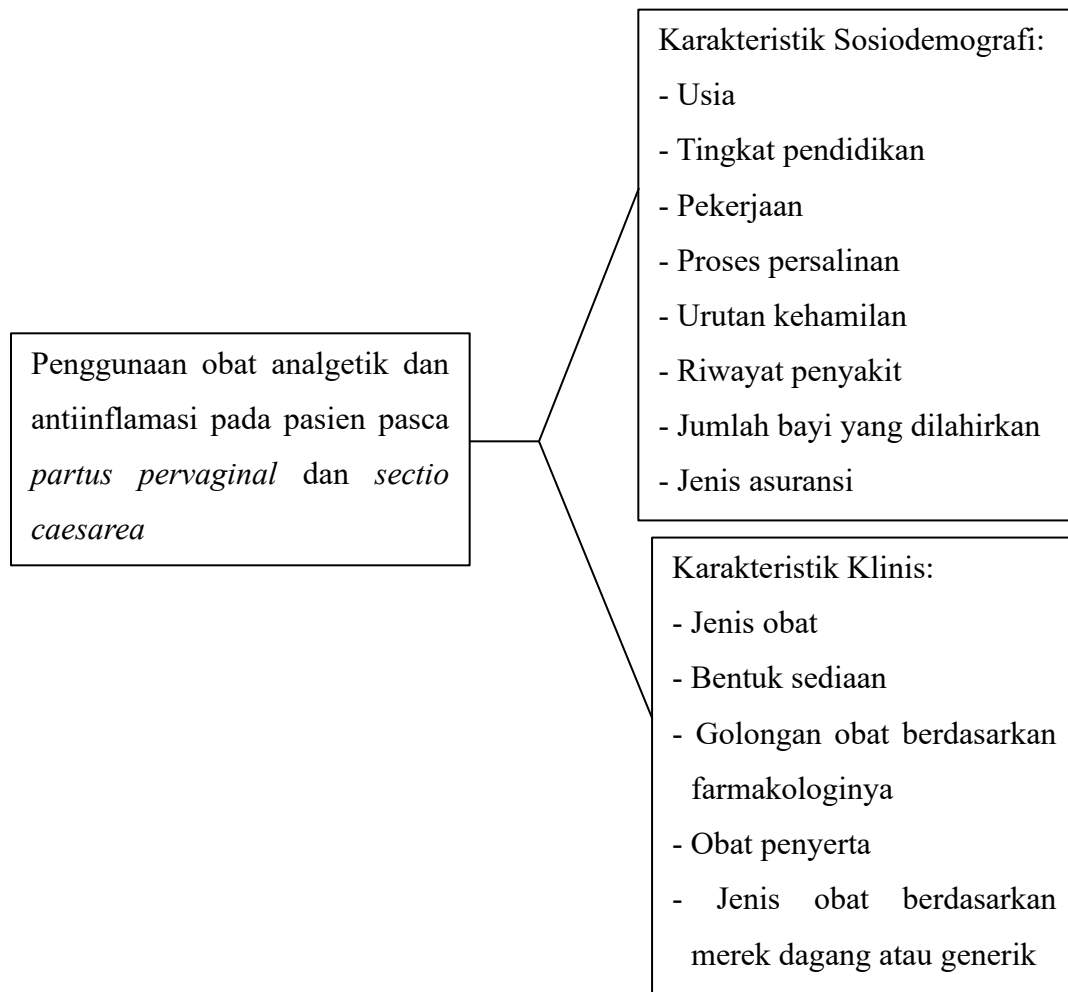 Penggunaan obat analgetik dan
antiinflamasi pada pasien pasca
partus pervaginal dan sectio
caesarea
Karakteristik Sosiodemografi:
- Usia
- Tingkat pendidikan
- Pekerjaan
- Proses persalinan
- Urutan kehamilan
- Riwayat penyakit
- Jumlah bayi yang dilahirkan
- Jenis asuransi
Karakteristik Klinis:
- Jenis obat
- Bentuk sediaan
- Golongan obat berdasarkan
farmakologinya
- Obat penyerta
- Jenis obat berdasarkan
merek dagang atau generik